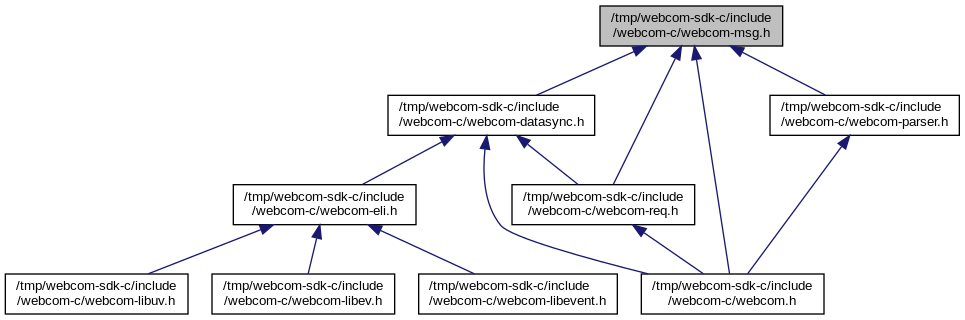 /tmp/webcom-sdk-c/include
/webcom-c/webcom-msg.h
/tmp/webcom-sdk-c/include
/webcom-c/webcom-datasync.h
/tmp/webcom-sdk-c/include
/webcom-c/webcom-parser.h
/tmp/webcom-sdk-c/include
/webcom-c/webcom-eli.h
/tmp/webcom-sdk-c/include
/webcom-c/webcom-req.h
/tmp/webcom-sdk-c/include
/webcom-c/webcom-libuv.h
/tmp/webcom-sdk-c/include
/webcom-c/webcom-libev.h
/tmp/webcom-sdk-c/include
/webcom-c/webcom-libevent.h
/tmp/webcom-sdk-c/include
/webcom-c/webcom.h